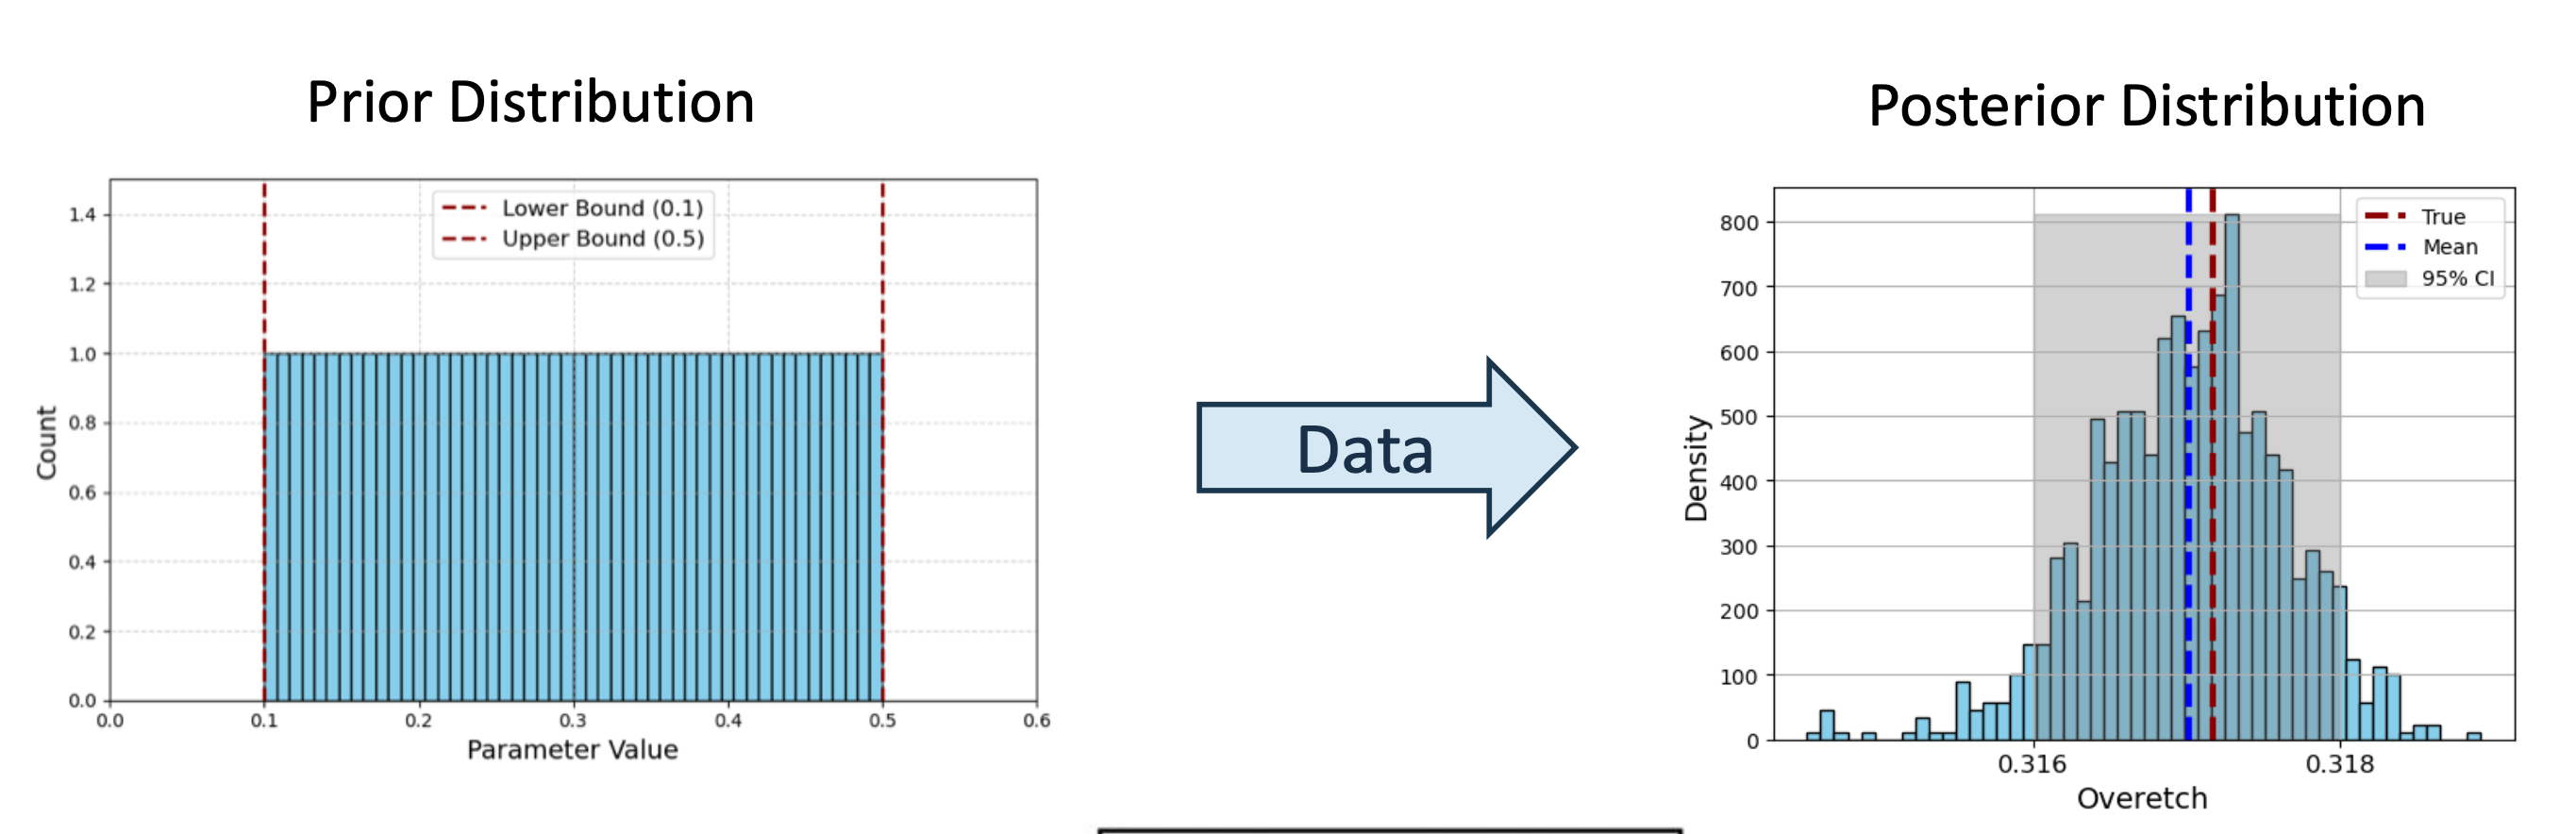 Prior Distribution
Posterior Distribution
Lower Bound (0.1)
Upper Bound (0.5)
1.4
1.2
1.0
0.8
0.6
0.4
0.2
0.0
Count
0.0 0.1 0.2 0.3 0.4 0.5 0.6
Parameter Value
Data
True
Mean
95% CI
800
700
600
500
400
300
200
100
0
Density
0.316 0.318
Overetch